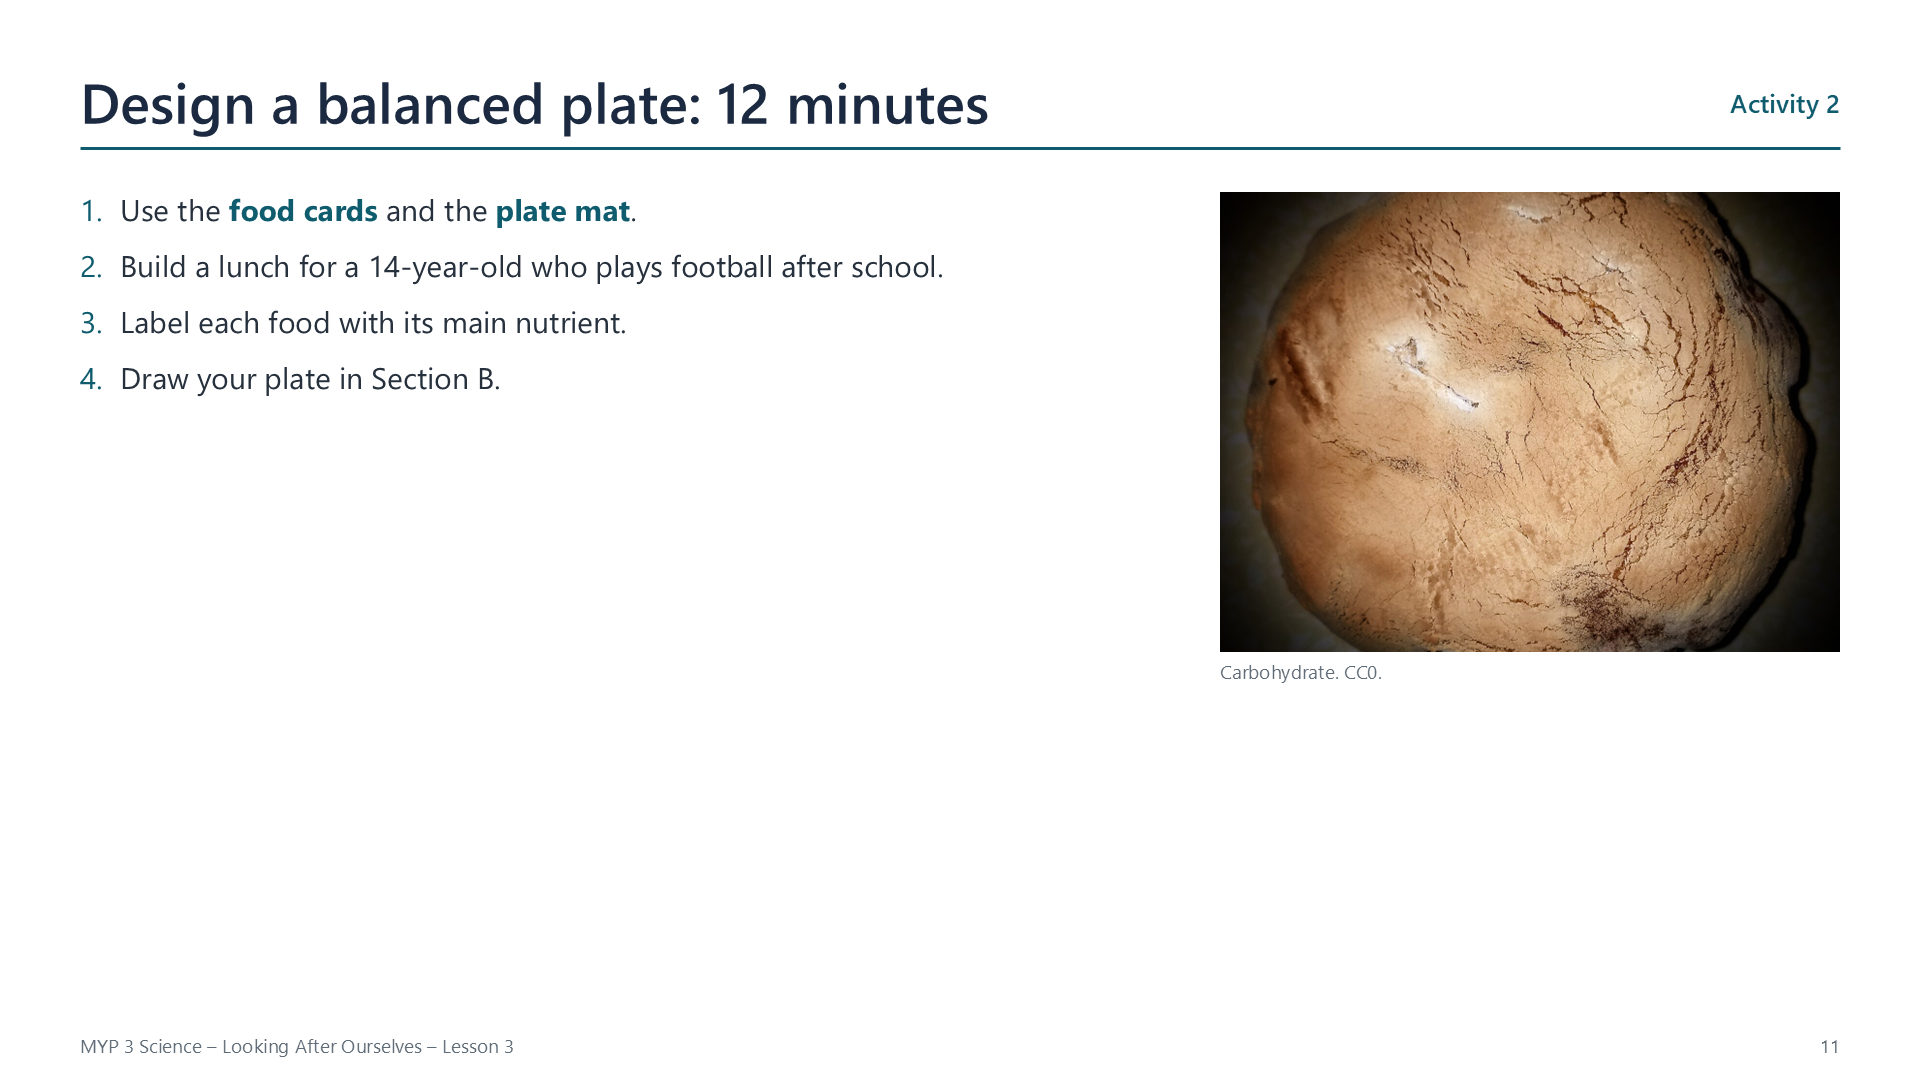 Design a balanced plate: 12 minutes
Activity 2
1. Use the food cards and the plate mat.
2. Build a lunch for a 14-year-old who plays football after school.
3. Label each food with its main nutrient.
4. Draw your plate in Section B.
Carbohydrate. CC0.
MYP 3 Science – Looking After Ourselves – Lesson 3
11